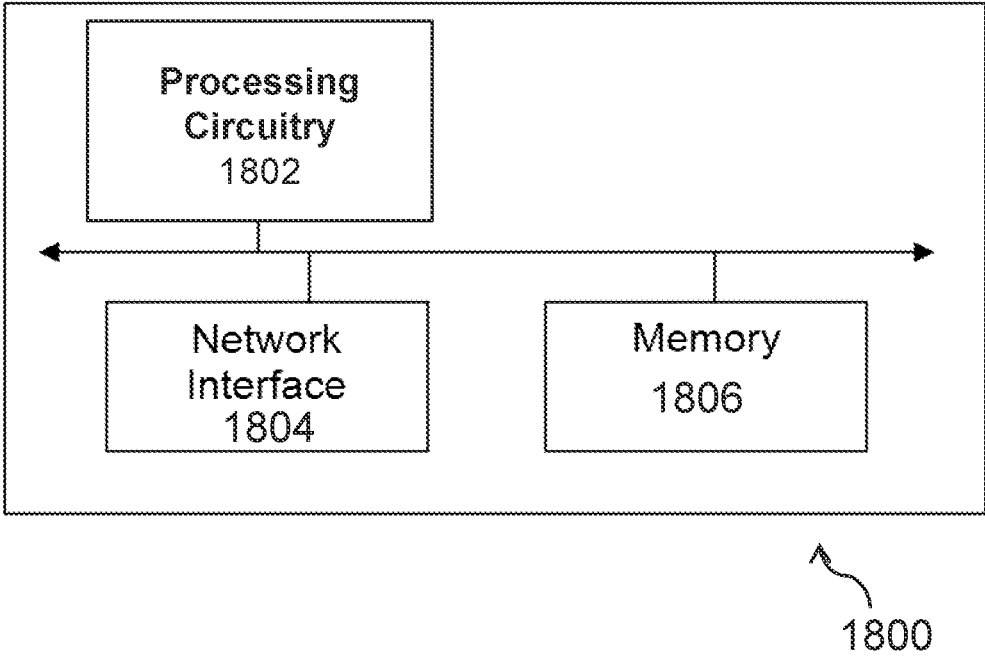 Processing
Circuitry
1802
Network
Interface
1804
Memory
1806
1800